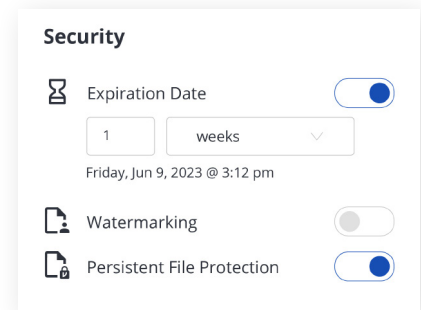 Security
Expiration Date
1 weeks
Friday, Jun 9, 2023 @ 3:12 pm
Watermarking
Persistent File Protection